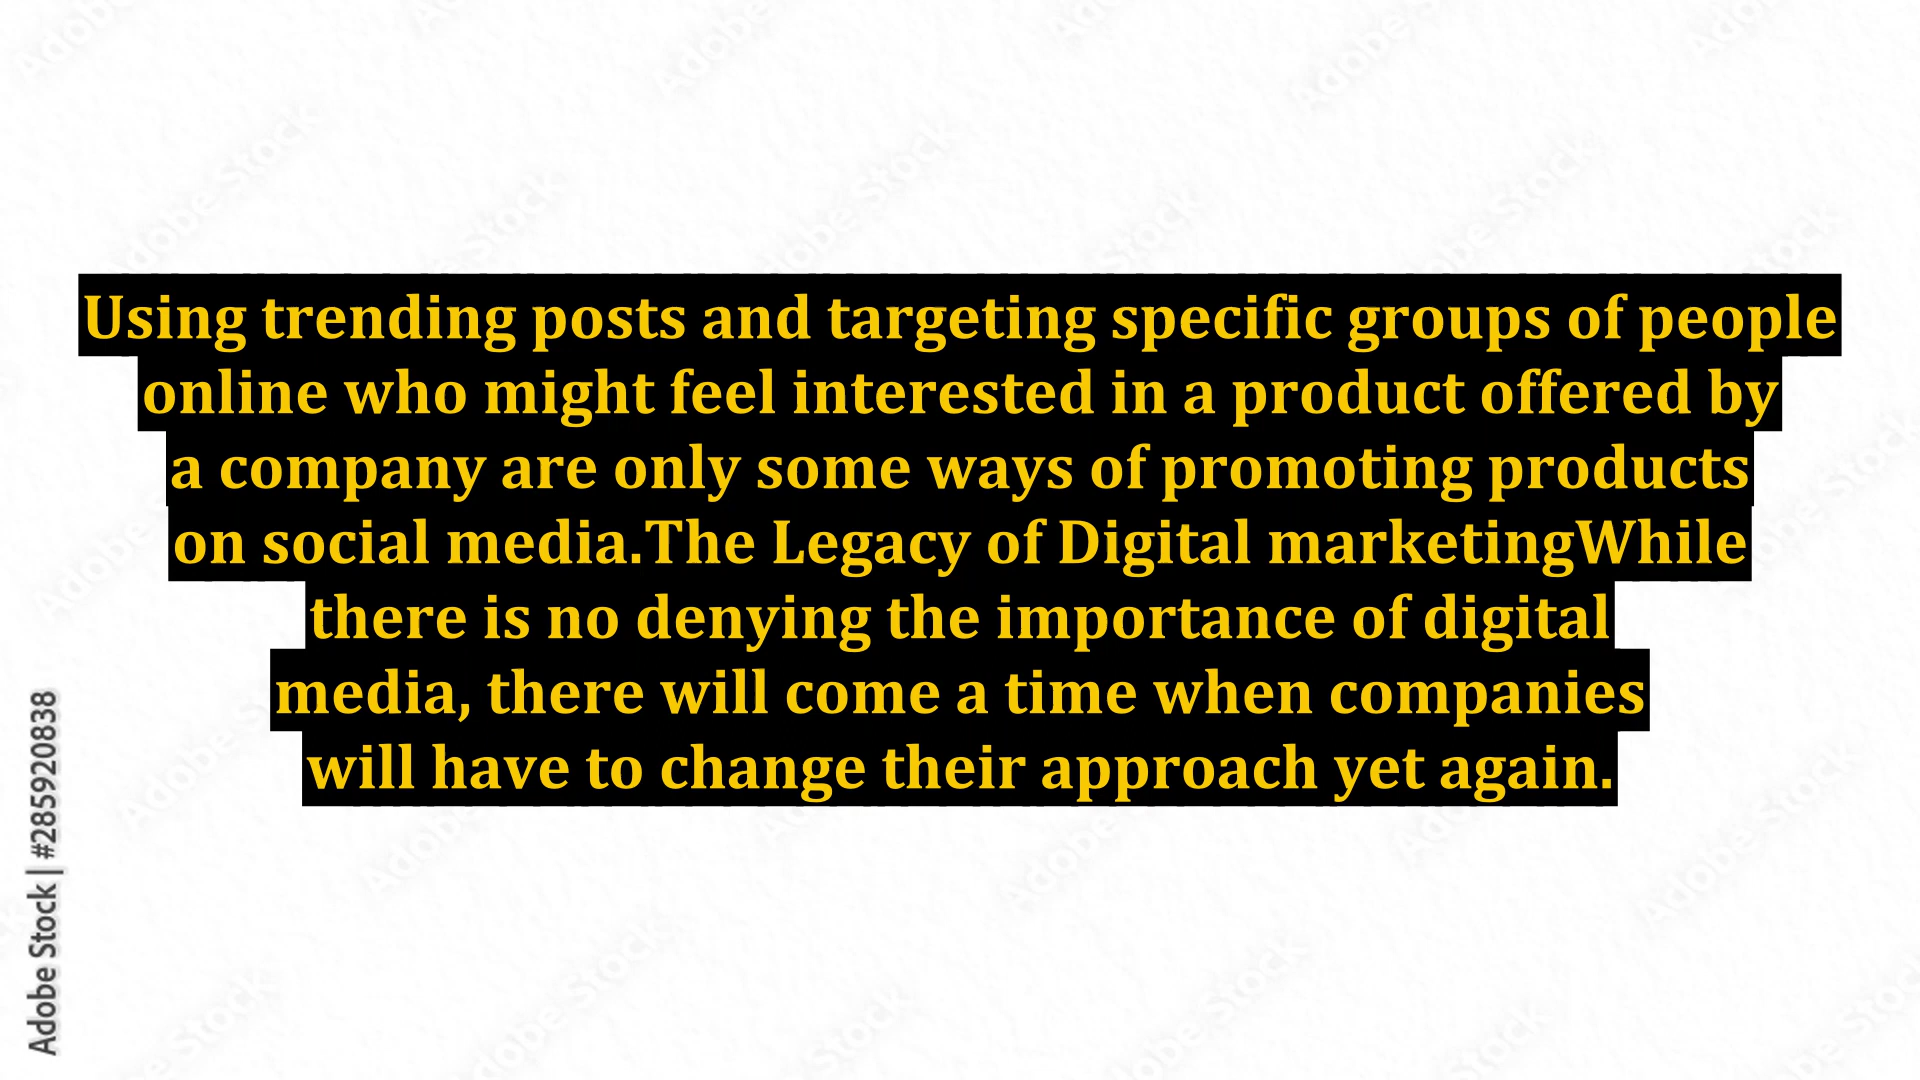 Using trending posts and targeting specific groups of people
online who might feel interested in a product offered by
a company are only some ways of promoting products
on social media.The Legacy of Digital marketingWhile
there is no denying the importance of digital
media, there will come a time when companies
will have to change their approach yet again.
Adobe Stock | #285920838